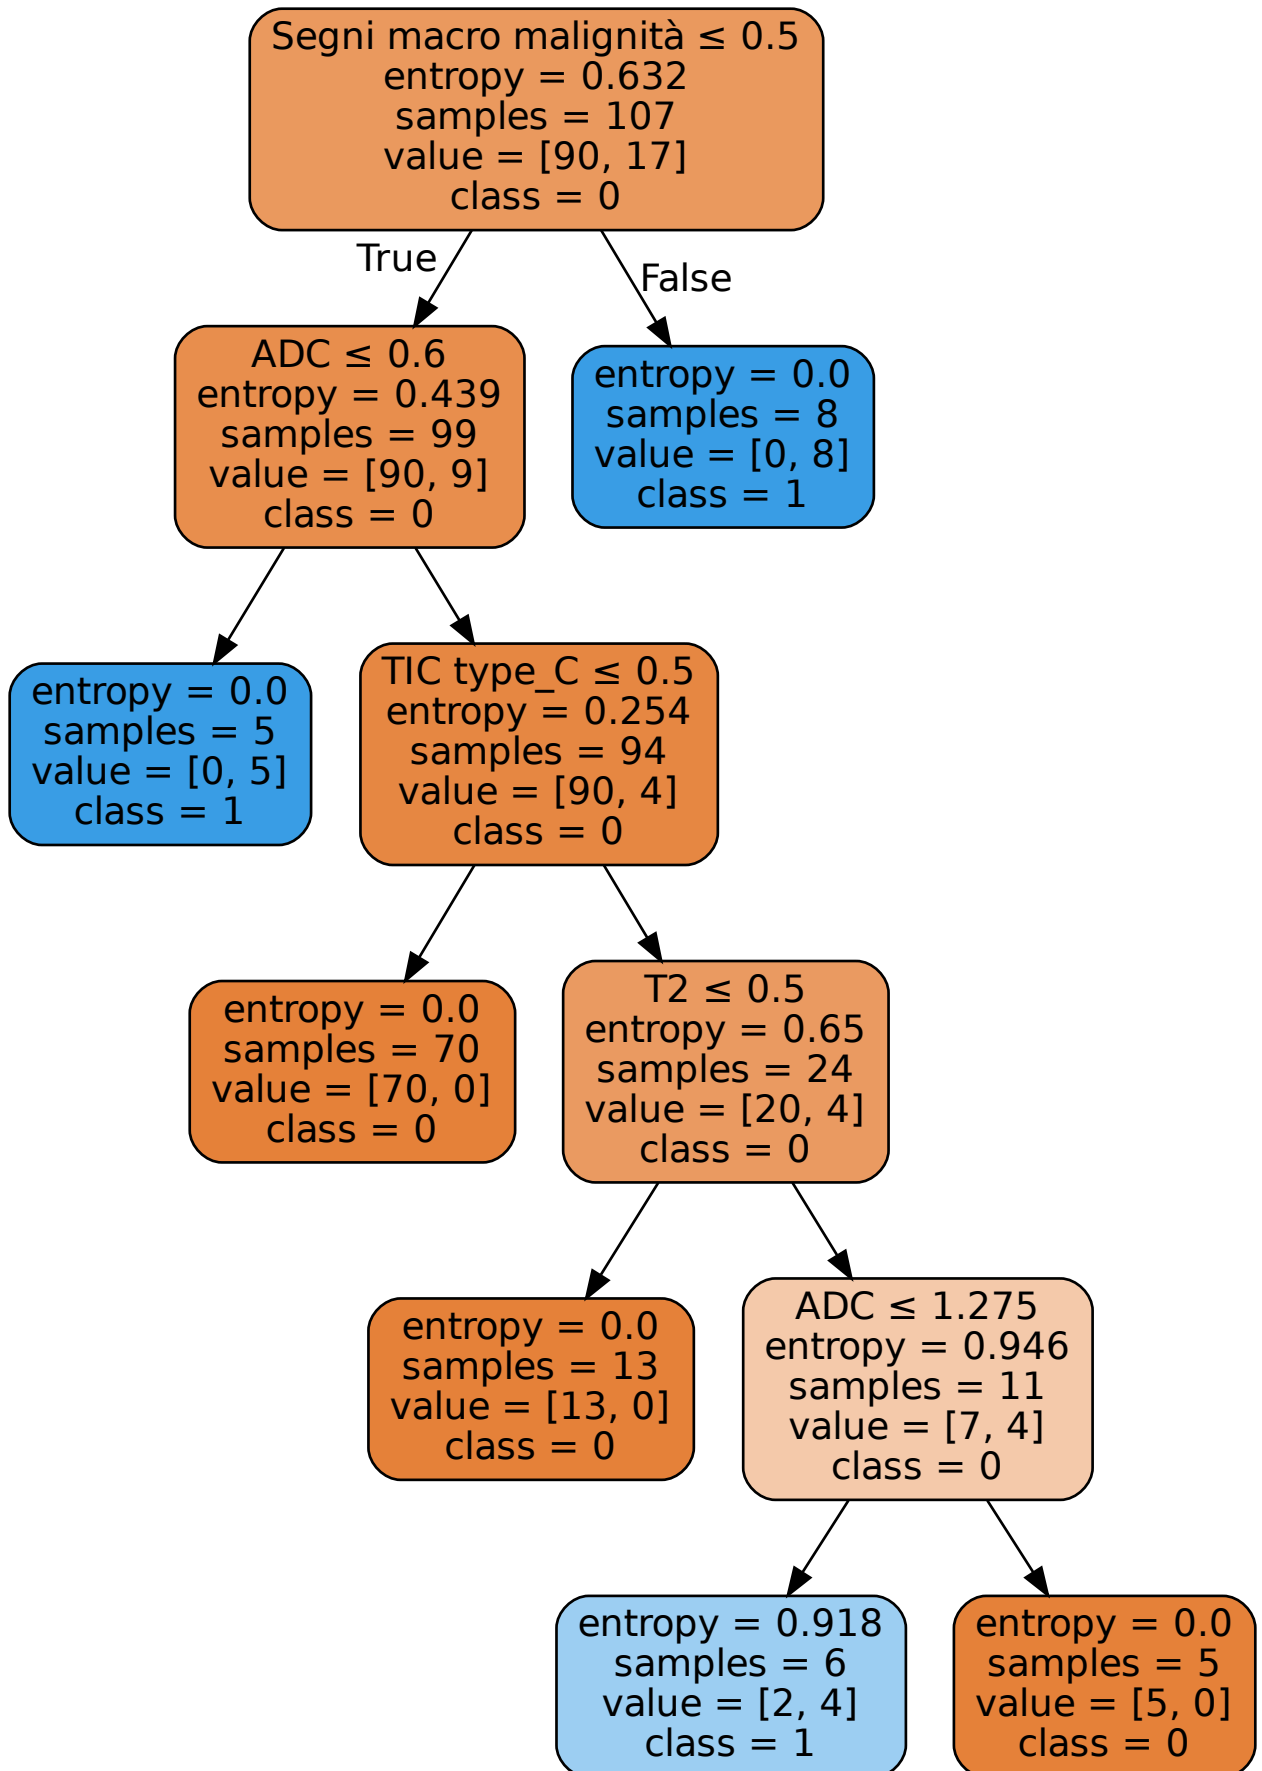 Segni macro malignità ≤ 0.5
entropy = 0.632
samples = 107
value = [90, 17]
class = 0
True
False
ADC ≤ 0.6
entropy = 0.439
samples = 99
value = [90, 9]
class = 0
entropy = 0.0
samples = 8
value = [0, 8]
class = 1
entropy = 0.0
samples = 5
value = [0, 5]
class = 1
TIC type_C ≤ 0.5
entropy = 0.254
samples = 94
value = [90, 4]
class = 0
entropy = 0.0
samples = 70
value = [70, 0]
class = 0
T2 ≤ 0.5
entropy = 0.65
samples = 24
value = [20, 4]
class = 0
entropy = 0.0
samples = 13
value = [13, 0]
class = 0
ADC ≤ 1.275
entropy = 0.946
samples = 11
value = [7, 4]
class = 0
entropy = 0.918
samples = 6
value = [2, 4]
class = 1
entropy = 0.0
samples = 5
value = [5, 0]
class = 0